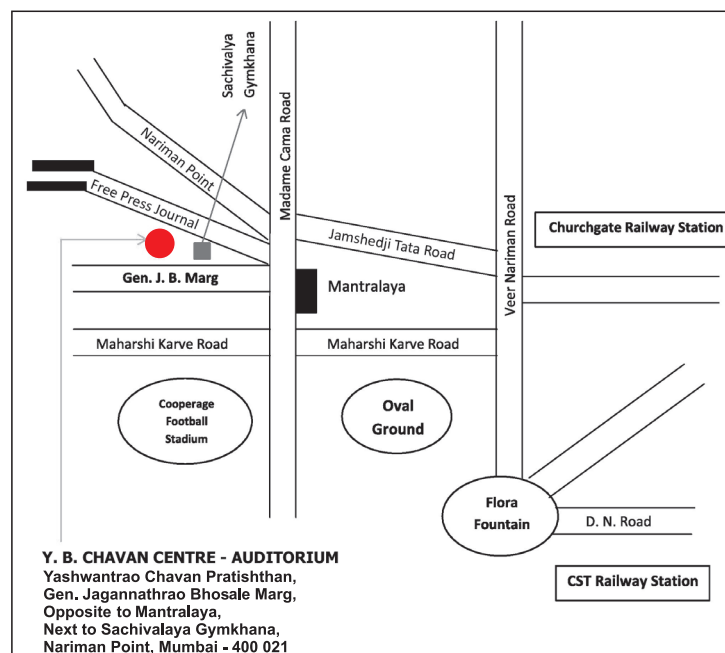 Sachivalya
Gymkhana
Nariman Point
Free Press Journal
Madame Cama Road
Jamshedji Tata Road
Veer Nariman Road
Churchgate Railway Station
Gen. J. B. Marg
Mantralaya
Maharshi Karve Road
Maharshi Karve Road
Cooperage
Football
Stadium
Oval
Ground
Flora
Fountain
D. N. Road
CST Railway Station
Y. B. CHAVAN CENTRE - AUDITORIUM
Yashwantrao Chavan Pratishthan,
Gen. Jagannathrao Bhosale Marg,
Opposite to Mantralaya,
Next to Sachivalaya Gymkhana,
Nariman Point, Mumbai - 400 021